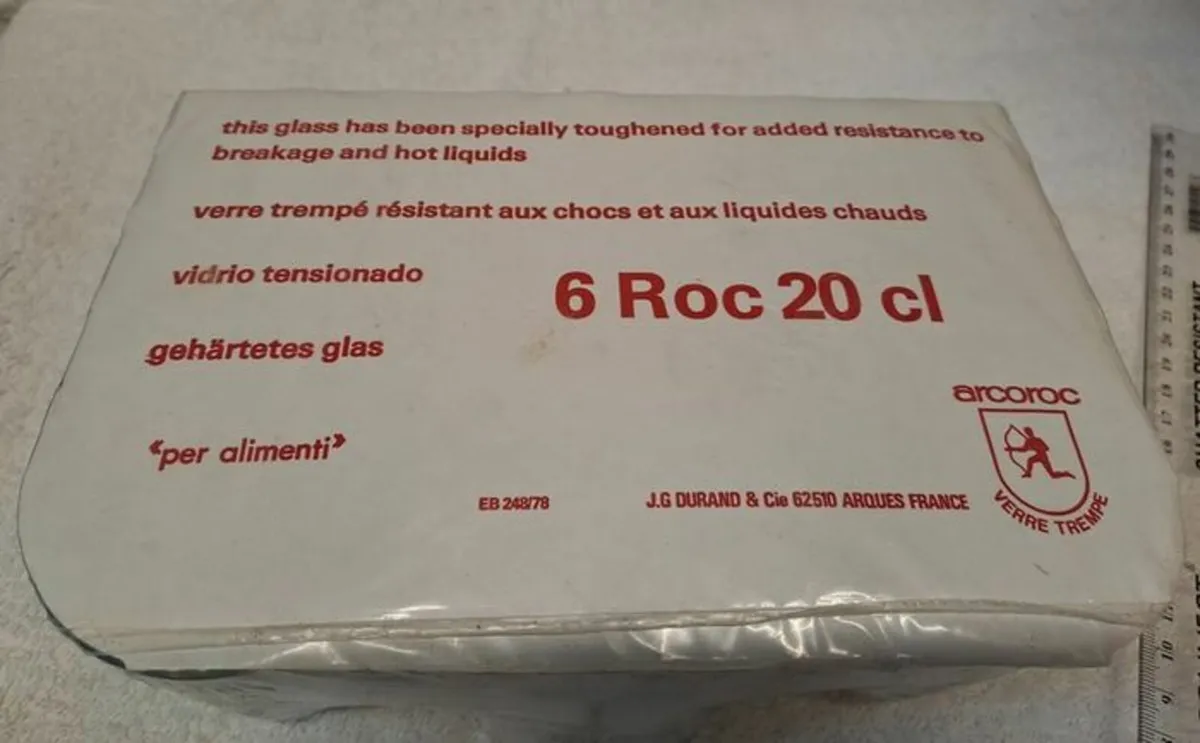 this glass has been specially toughened for added resistance to
breakage and hot liquids
verre trempé résistant aux chocs et aux liquides chauds
vidrio tensionado
6 Roc 20 cl
gehärtetes glas
arcoroc
«per alimenti»
EB 248/78
J.G DURAND & Cie 62510 ARQUES FRANCE
VERRE TREMPE
SHATTER RESISTANT